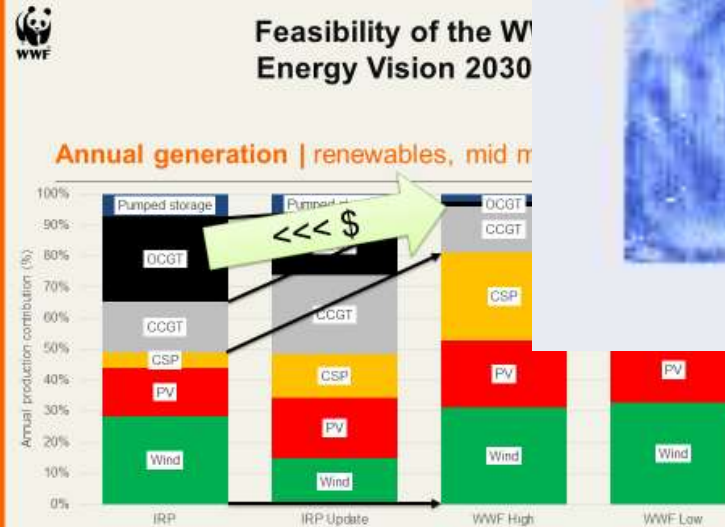 WWF
Feasibility of the W
Energy Vision 2030
Annual generation | renewables, mid m
100%
90%
80%
70%
60%
50%
40%
30%
20%
10%
0%
Annual production contribution (%)
Pumped storage
OCGT
CCGT
CSP
PV
Wind
IRP
Pumped
CCGT
CSP
PV
Wind
IRP Update
<<< $
OCGT
CCGT
CSP
PV
Wind
WWF High
PV
Wind
WWF Low